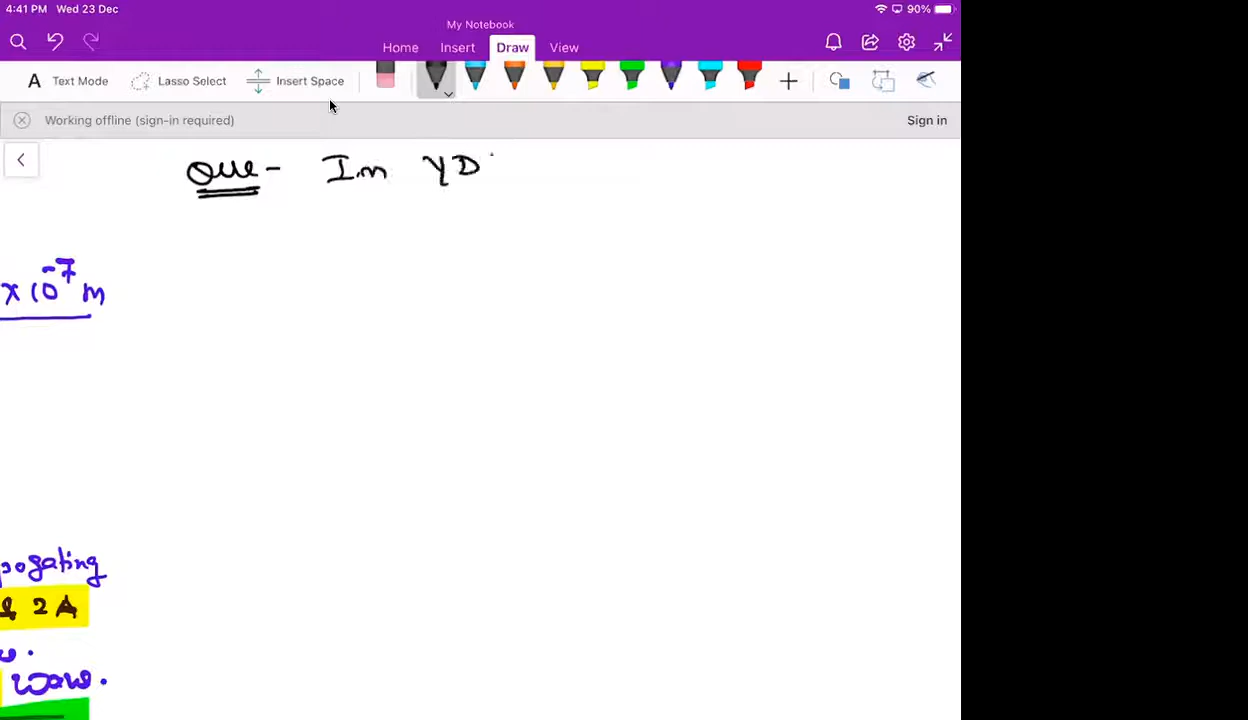 4:41 PM Wed 23 Dec
90%
My Notebook
Home Insert Draw View
A Text Mode Lasso Select Insert Space
Working offline (sign-in required) Sign in
Que- In YD
x 10⁻⁷ m
pogating
& 2A
wave.